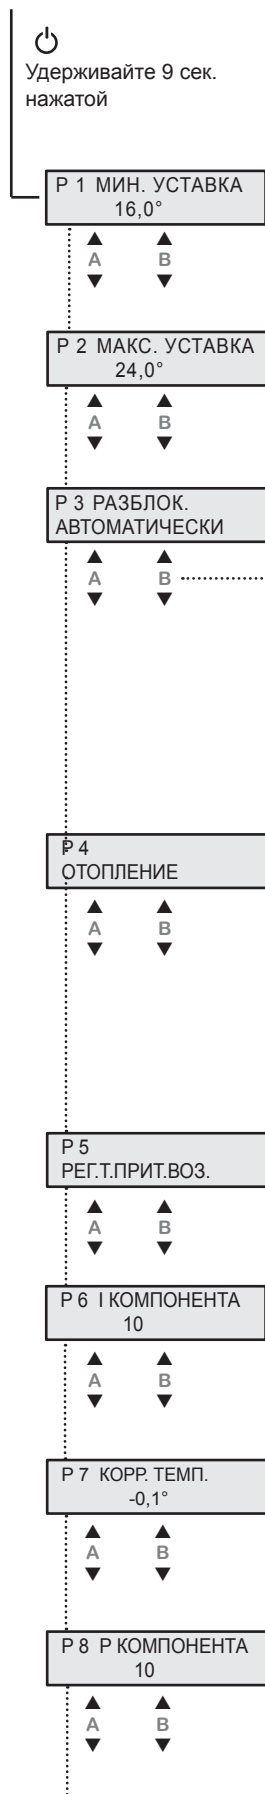 Удерживайте 9 сек.
нажатой
Р 1 МИН. УСТАВКА
16,0°
A B
Р 2 МАКС. УСТАВКА
24,0°
A B
Р 3 РАЗБЛОК.
АВТОМАТИЧЕСКИ
A B
Р 4
ОТОПЛЕНИЕ
A B
Р 5
РЕГ.Т.ПРИТ.ВОЗ.
A B
Р 6 I КОМПОНЕНТА
10
A B
Р 7 КОРР. ТЕМП.
-0,1°
A B
Р 8 Р КОМПОНЕНТА
10
A B